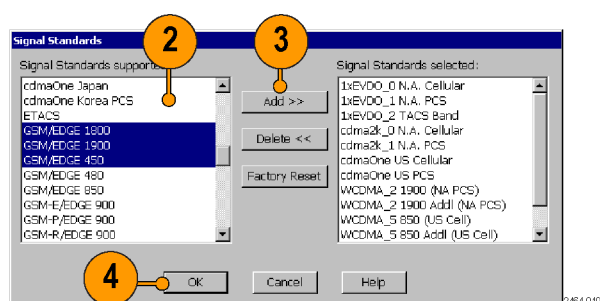 Signal Standards
2
3
Signal Standards supporte
Signal Standards selected:
cdmaOne Japan
cdmaOne Korea PCS
ETACS
GSM/EDGE 1800
GSM/EDGE 1900
GSM/EDGE 450
GSM/EDGE 480
GSM/EDGE 850
GSM-E/EDGE 900
GSM-P/EDGE 900
GSM-R/EDGE 900
Add >>
Delete <<
Factory Reset
1xEVDO_0 N.A. Cellular
1xEVDO_1 N.A. PCS
1xEVDO_2 TACS Band
cdma2k_0 N.A. Cellular
cdma2k_1 N.A. PCS
cdmaOne US Cellular
cdmaOne US PCS
WCDMA_2 1900 (NA PCS)
WCDMA_2 1900 Addl (NA PCS)
WCDMA_5 850 (US Cell)
WCDMA_5 850 Addl (US Cell)
4
OK
Cancel
Help